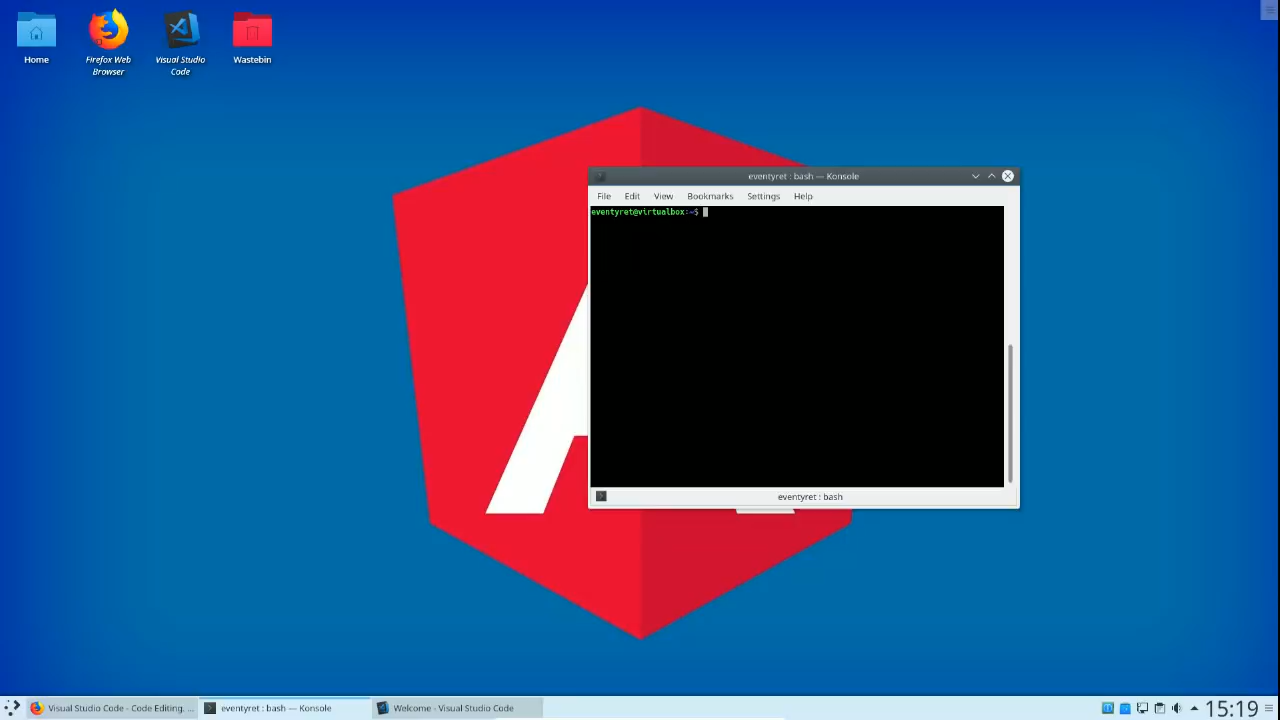 Home
Firefox Web
Browser
Visual Studio
Code
Wastebin
eventyret : bash — Konsole
File Edit View Bookmarks Settings Help
eventyret@virtualbox:~$
eventyret : bash
Visual Studio Code - Code Editing. ...
eventyret : bash — Konsole
Welcome - Visual Studio Code
15:19